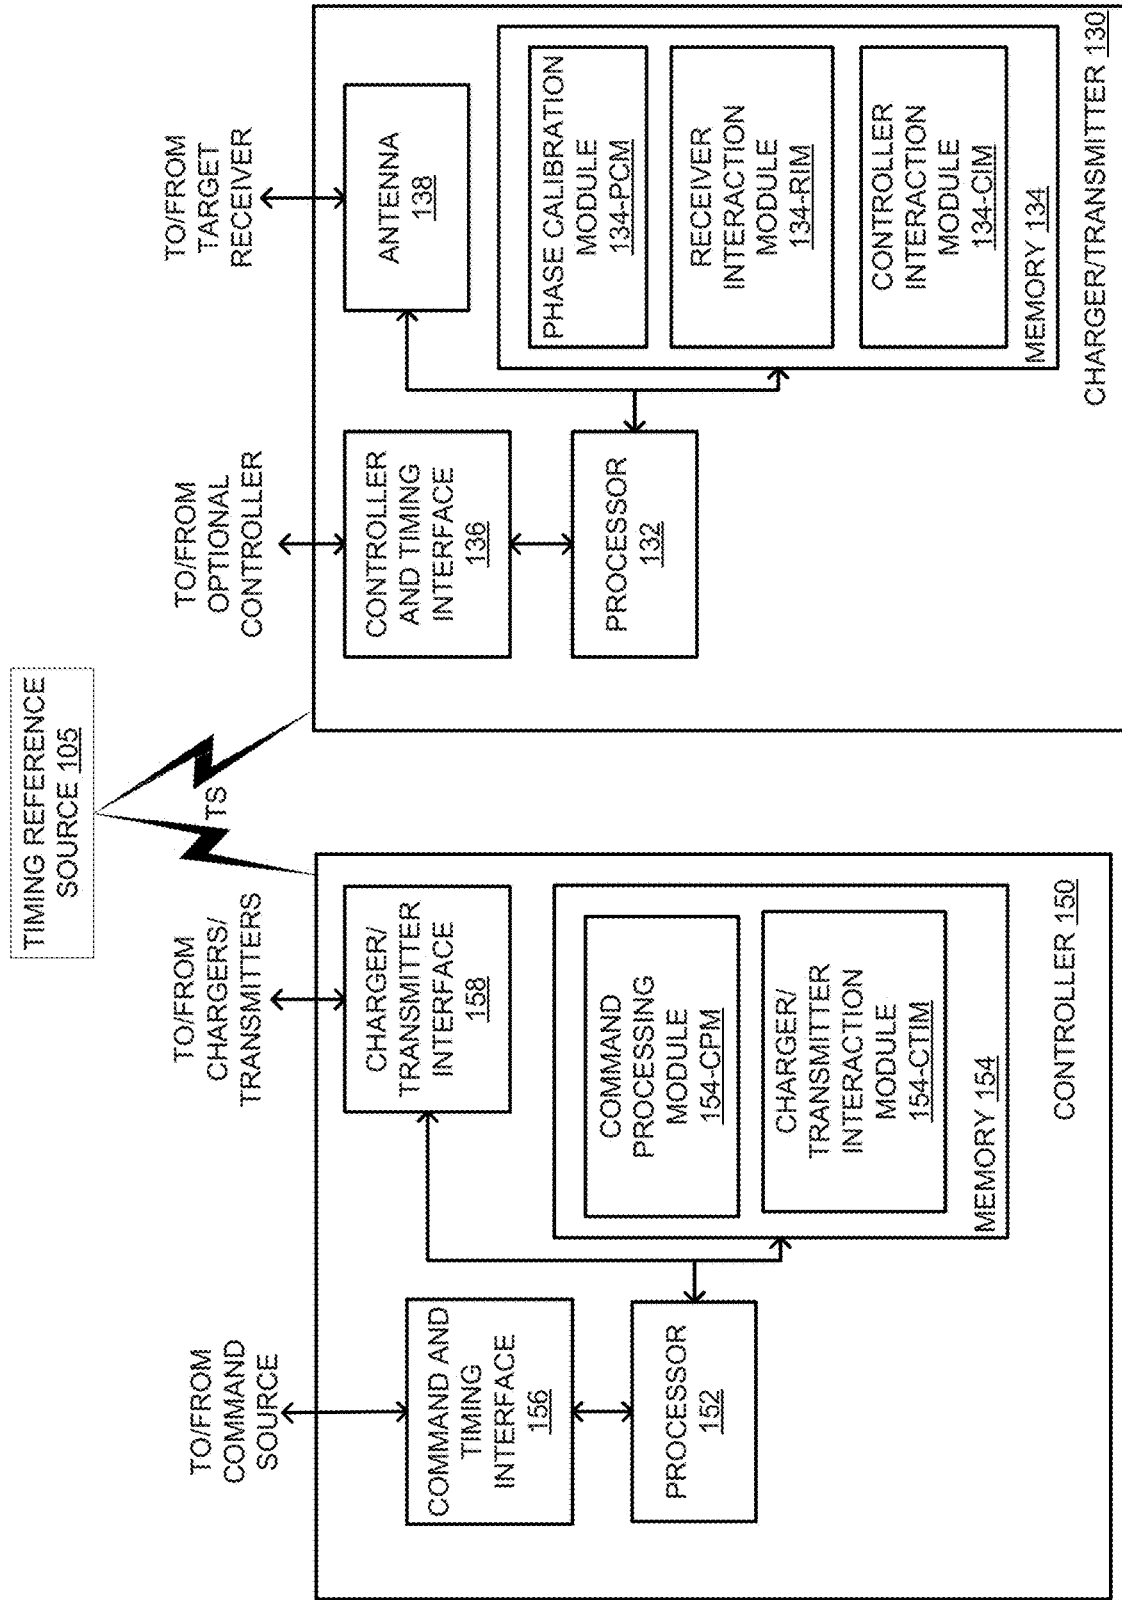 TIMING REFERENCE
SOURCE 105
TS
TO/FROM
COMMAND
SOURCE
TO/FROM
CHARGERS/
TRANSMITTERS
COMMAND AND
TIMING
INTERFACE
156
CHARGER/
TRANSMITTER
INTERFACE
158
PROCESSOR
152
COMMAND
PROCESSING
MODULE
154-CPM
CHARGER/
TRANSMITTER
INTERACTION
MODULE
154-CTIM
MEMORY 154
CONTROLLER 150
TO/FROM
OPTIONAL
CONTROLLER
TO/FROM
TARGET
RECEIVER
CONTROLLER
AND TIMING
INTERFACE
136
ANTENNA
138
PROCESSOR
132
PHASE CALIBRATION
MODULE
134-PCM
RECEIVER
INTERACTION
MODULE
134-RIM
CONTROLLER
INTERACTION
MODULE
134-CIM
MEMORY 134
CHARGER/TRANSMITTER 130